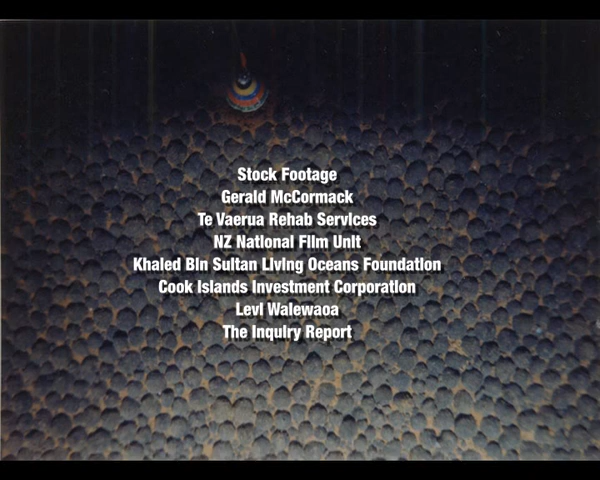 Stock Footage
Gerald McCormack
Te Vaerua Rehab Services
NZ National Film Unit
Khaled Bin Sultan Living Oceans Foundation
Cook Islands Investment Corporation
Levi Walewaoa
The Inquiry Report